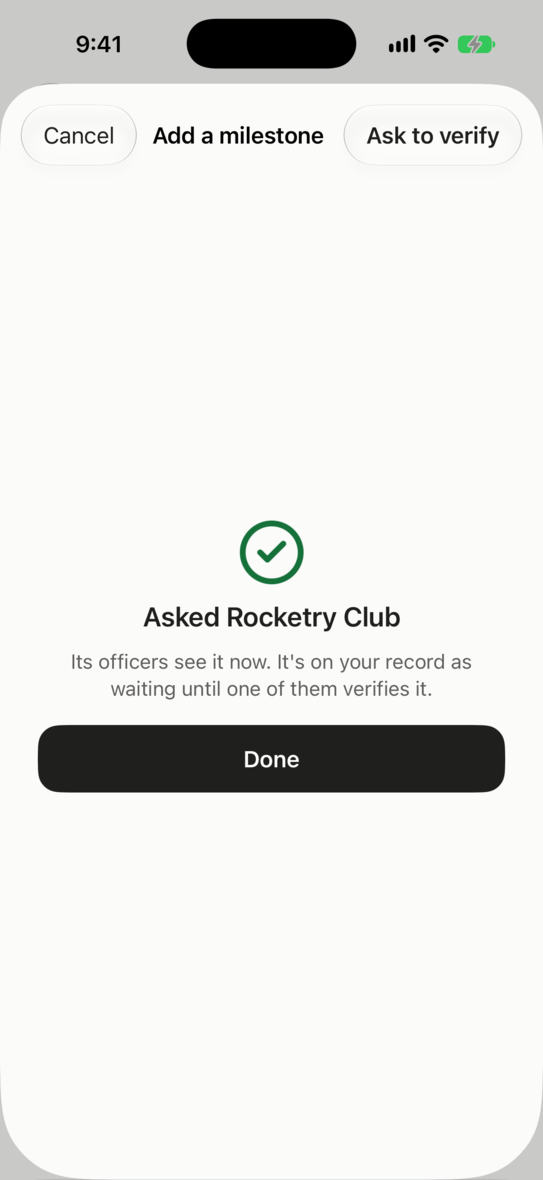 9:41
Cancel
Add a milestone
Ask to verify
Asked Rocketry Club
Its officers see it now. It's on your record as
waiting until one of them verifies it.
Done